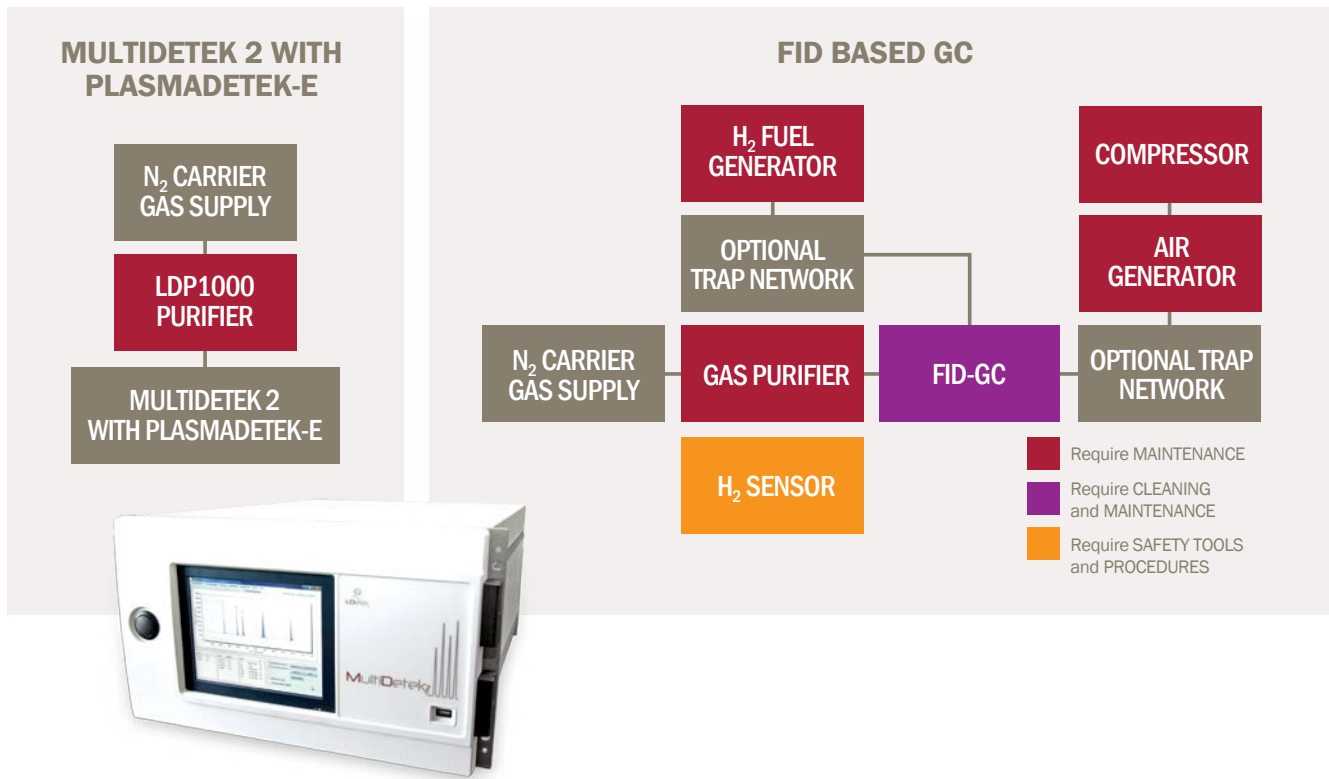 MULTIDETEK 2 WITH
PLASMADETEK-E
N₂ CARRIER
GAS SUPPLY
LDP1000
PURIFIER
MULTIDETEK 2
WITH PLASMADETEK-E
FID BASED GC
H₂ FUEL
GENERATOR
COMPRESSOR
OPTIONAL
TRAP NETWORK
AIR
GENERATOR
N₂ CARRIER
GAS SUPPLY
GAS PURIFIER
FID-GC
OPTIONAL TRAP
NETWORK
H₂ SENSOR
Require MAINTENANCE
Require CLEANING
and MAINTENANCE
Require SAFETY TOOLS
and PROCEDURES
MultiDetek2